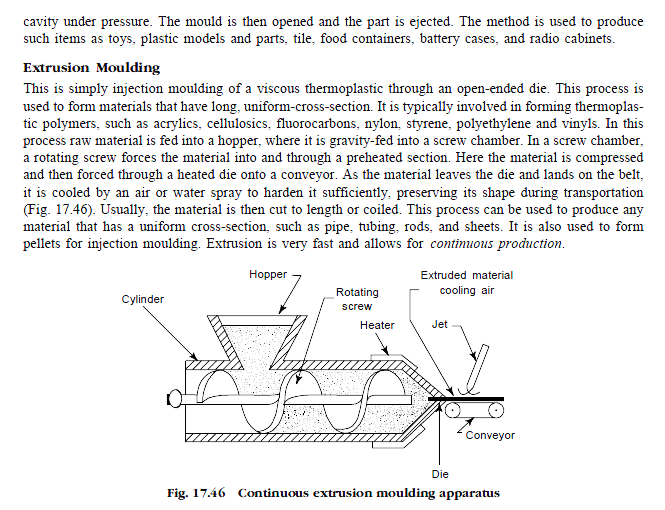 cavity under pressure. The mould is then opened and the part is ejected. The method is used to produce
such items as toys, plastic models and parts, tile, food containers, battery cases, and radio cabinets.
Extrusion Moulding
This is simply injection moulding of a viscous thermoplastic through an open-ended die. This process is
used to form materials that have long, uniform-cross-section. It is typically involved in forming thermoplas-
tic polymers, such as acrylics, cellulosics, fluorocarbons, nylon, styrene, polyethylene and vinyls. In this
process raw material is fed into a hopper, where it is gravity-fed into a screw chamber. In a screw chamber,
a rotating screw forces the material into and through a preheated section. Here the material is compressed
and then forced through a heated die onto a conveyor. As the material leaves the die and lands on the belt,
it is cooled by an air or water spray to harden it sufficiently, preserving its shape during transportation
(Fig. 17.46). Usually, the material is then cut to length or coiled. This process can be used to produce any
material that has a uniform cross-section, such as pipe, tubing, rods, and sheets. It is also used to form
pellets for injection moulding. Extrusion is very fast and allows for continuous production.
Hopper
Extruded material
cooling air
Cylinder
Rotating
screw
Heater
Jet
Conveyor
Die
Fig. 17.46 Continuous extrusion moulding apparatus